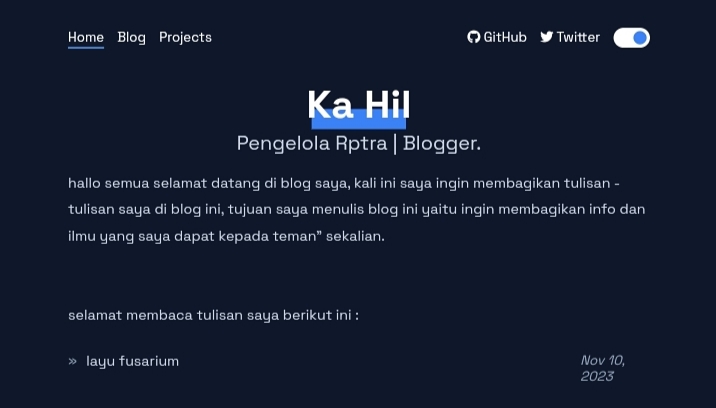 Home Blog Projects GitHub Twitter
Ka Hil
Pengelola Rptra | Blogger.
hallo semua selamat datang di blog saya, kali ini saya ingin membagikan tulisan -
tulisan saya di blog ini, tujuan saya menulis blog ini yaitu ingin membagikan info dan
ilmu yang saya dapat kepada teman" sekalian.
selamat membaca tulisan saya berikut ini :
» layu fusarium Nov 10,
2023